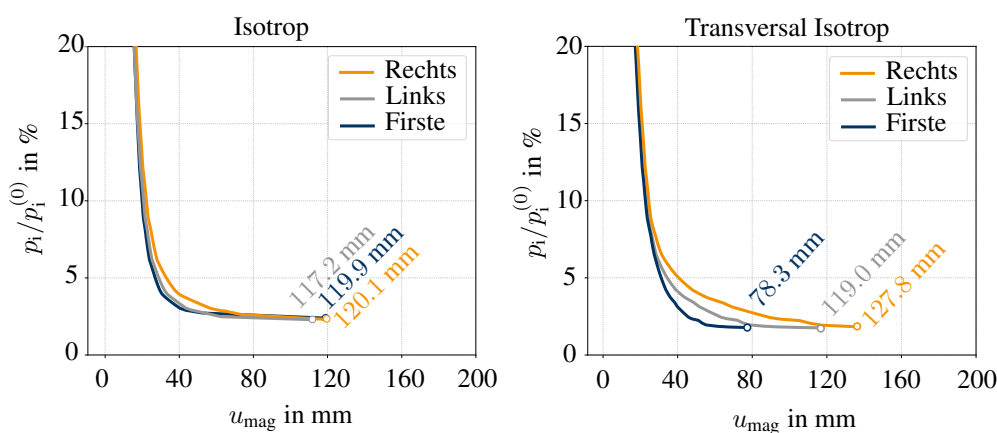 Isotrop
20
15
10
5
0
p_i/p_i^(0) in %
Rechts
Links
Firste
117.2 mm
119.9 mm
120.1 mm
0 40 80 120 160 200
u_mag in mm
Transversal Isotrop
20
15
10
5
0
p_i/p_i^(0) in %
Rechts
Links
Firste
78.3 mm
119.0 mm
127.8 mm
0 40 80 120 160 200
u_mag in mm